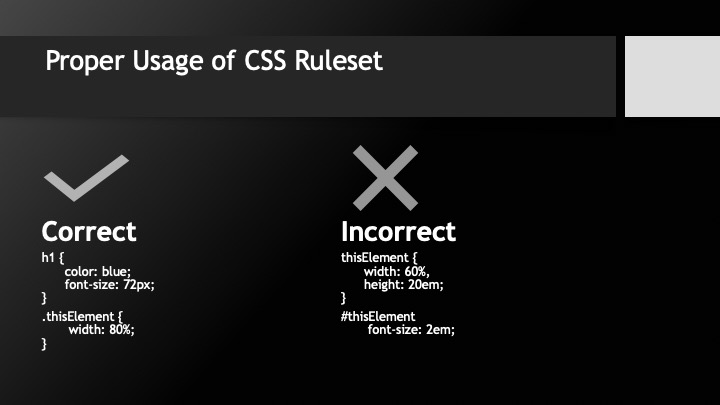 Proper Usage of CSS Ruleset
Correct
h1 {
color: blue;
font-size: 72px;
}
.thisElement {
width: 80%;
}
Incorrect
thisElement {
width: 60%,
height: 20em;
}
#thisElement
font-size: 2em;